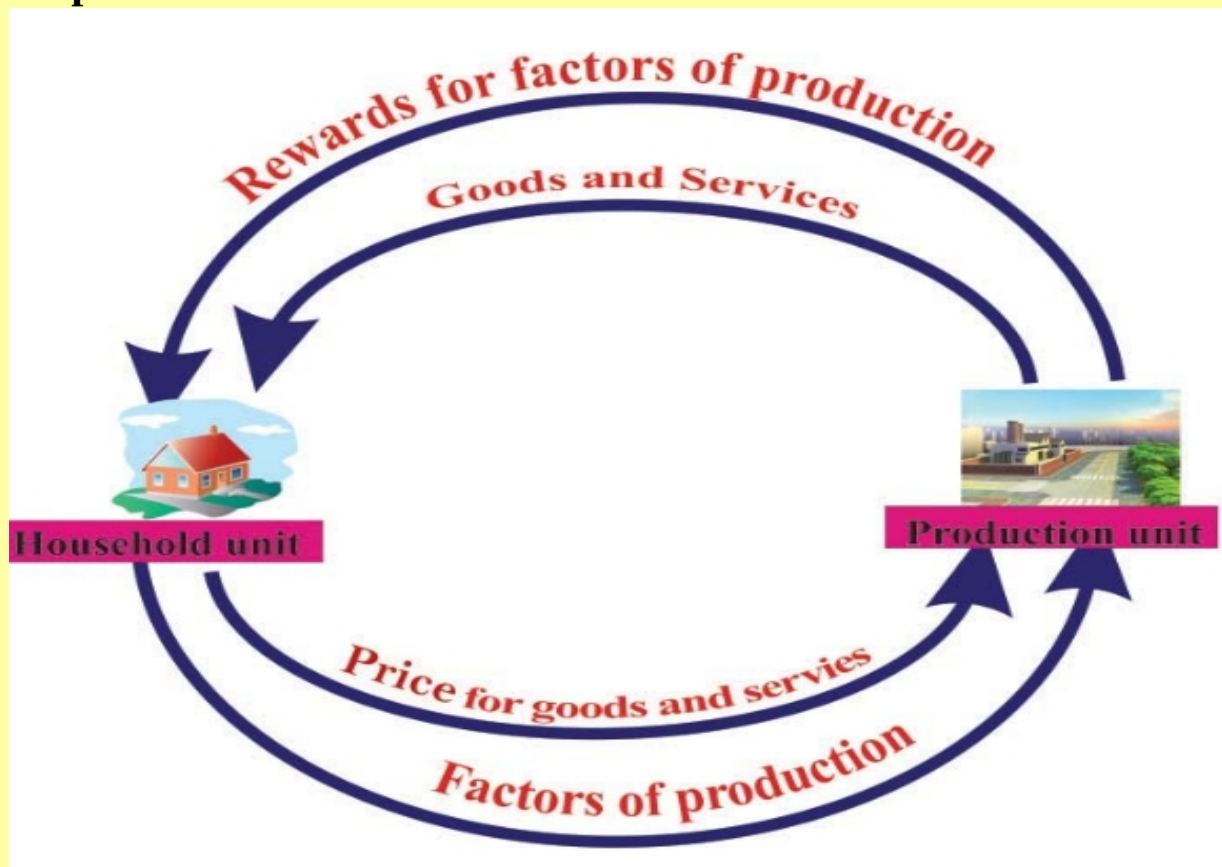 Rewards for factors of production
Goods and Services
Household unit
Production unit
Price for goods and servies
Factors of production